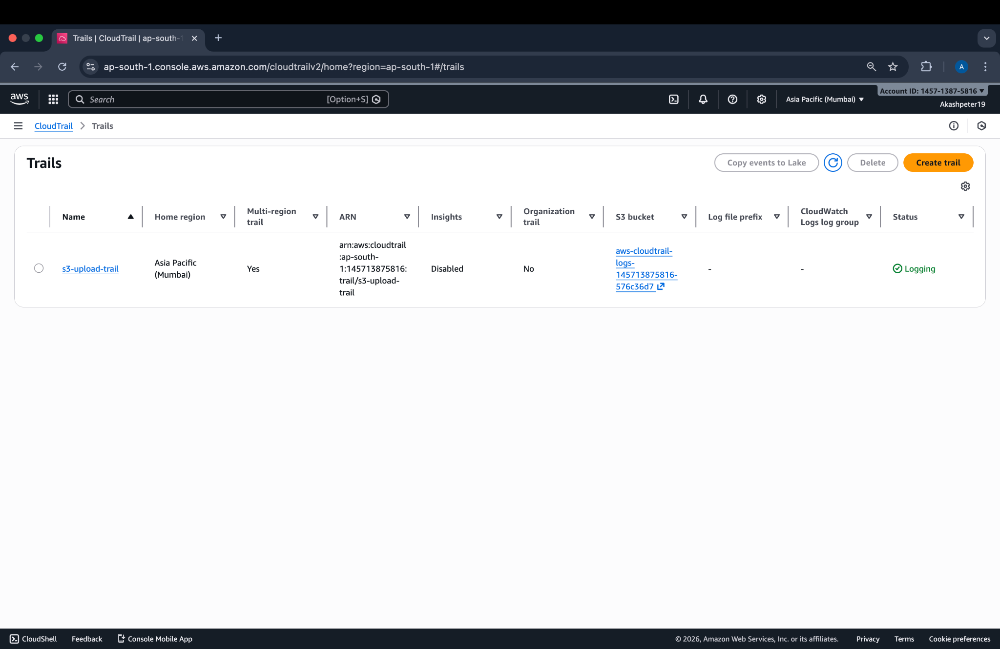 Trails | CloudTrail | ap-south-1
ap-south-1.console.aws.amazon.com/cloudtrailv2/home?region=ap-south-1#/trails
A
aws
Search
[Option+S]
Asia Pacific (Mumbai)
Account ID: 1457-1387-5816
Akashpeter19
CloudTrail
Trails
Trails
Copy events to Lake
Delete
Create trail
Name
Home region
Multi-region
trail
ARN
Insights
Organization
trail
S3 bucket
Log file prefix
CloudWatch
Logs log group
Status
s3-upload-trail
Asia Pacific
(Mumbai)
Yes
arn:aws:cloudtrail
:ap-south-
1:145713875816:
trail/s3-upload-
trail
Disabled
No
aws-cloudtrail-
logs-
145713875816-
576c36d7
-
-
Logging
CloudShell
Feedback
Console Mobile App
© 2026, Amazon Web Services, Inc. or its affiliates.
Privacy
Terms
Cookie preferences